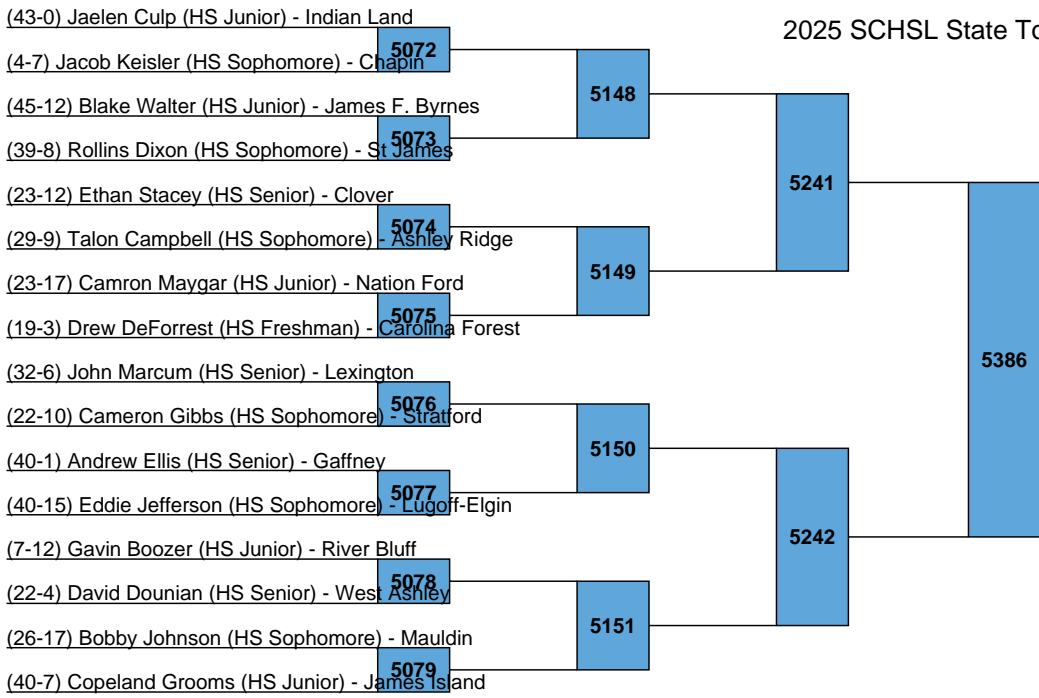 (43-0) Jaelen Culp (HS Junior) - Indian Land
2025 SCHSL State To
5072
(4-7) Jacob Keisler (HS Sophomore) - Chapin
5148
(45-12) Blake Walter (HS Junior) - James F. Byrnes
5073
(39-8) Rollins Dixon (HS Sophomore) - St James
5241
(23-12) Ethan Stacey (HS Senior) - Clover
5074
(29-9) Talon Campbell (HS Sophomore) - Ashley Ridge
5149
(23-17) Camron Maygar (HS Junior) - Nation Ford
5075
(19-3) Drew DeForrest (HS Freshman) - Carolina Forest
5386
(32-6) John Marcum (HS Senior) - Lexington
5076
(22-10) Cameron Gibbs (HS Sophomore) - Stratford
5150
(40-1) Andrew Ellis (HS Senior) - Gaffney
5077
(40-15) Eddie Jefferson (HS Sophomore) - Lugoff-Elgin
5242
(7-12) Gavin Boozer (HS Junior) - River Bluff
5078
(22-4) David Dounian (HS Senior) - West Ashley
5151
(26-17) Bobby Johnson (HS Sophomore) - Mauldin
5079
(40-7) Copeland Grooms (HS Junior) - James Island